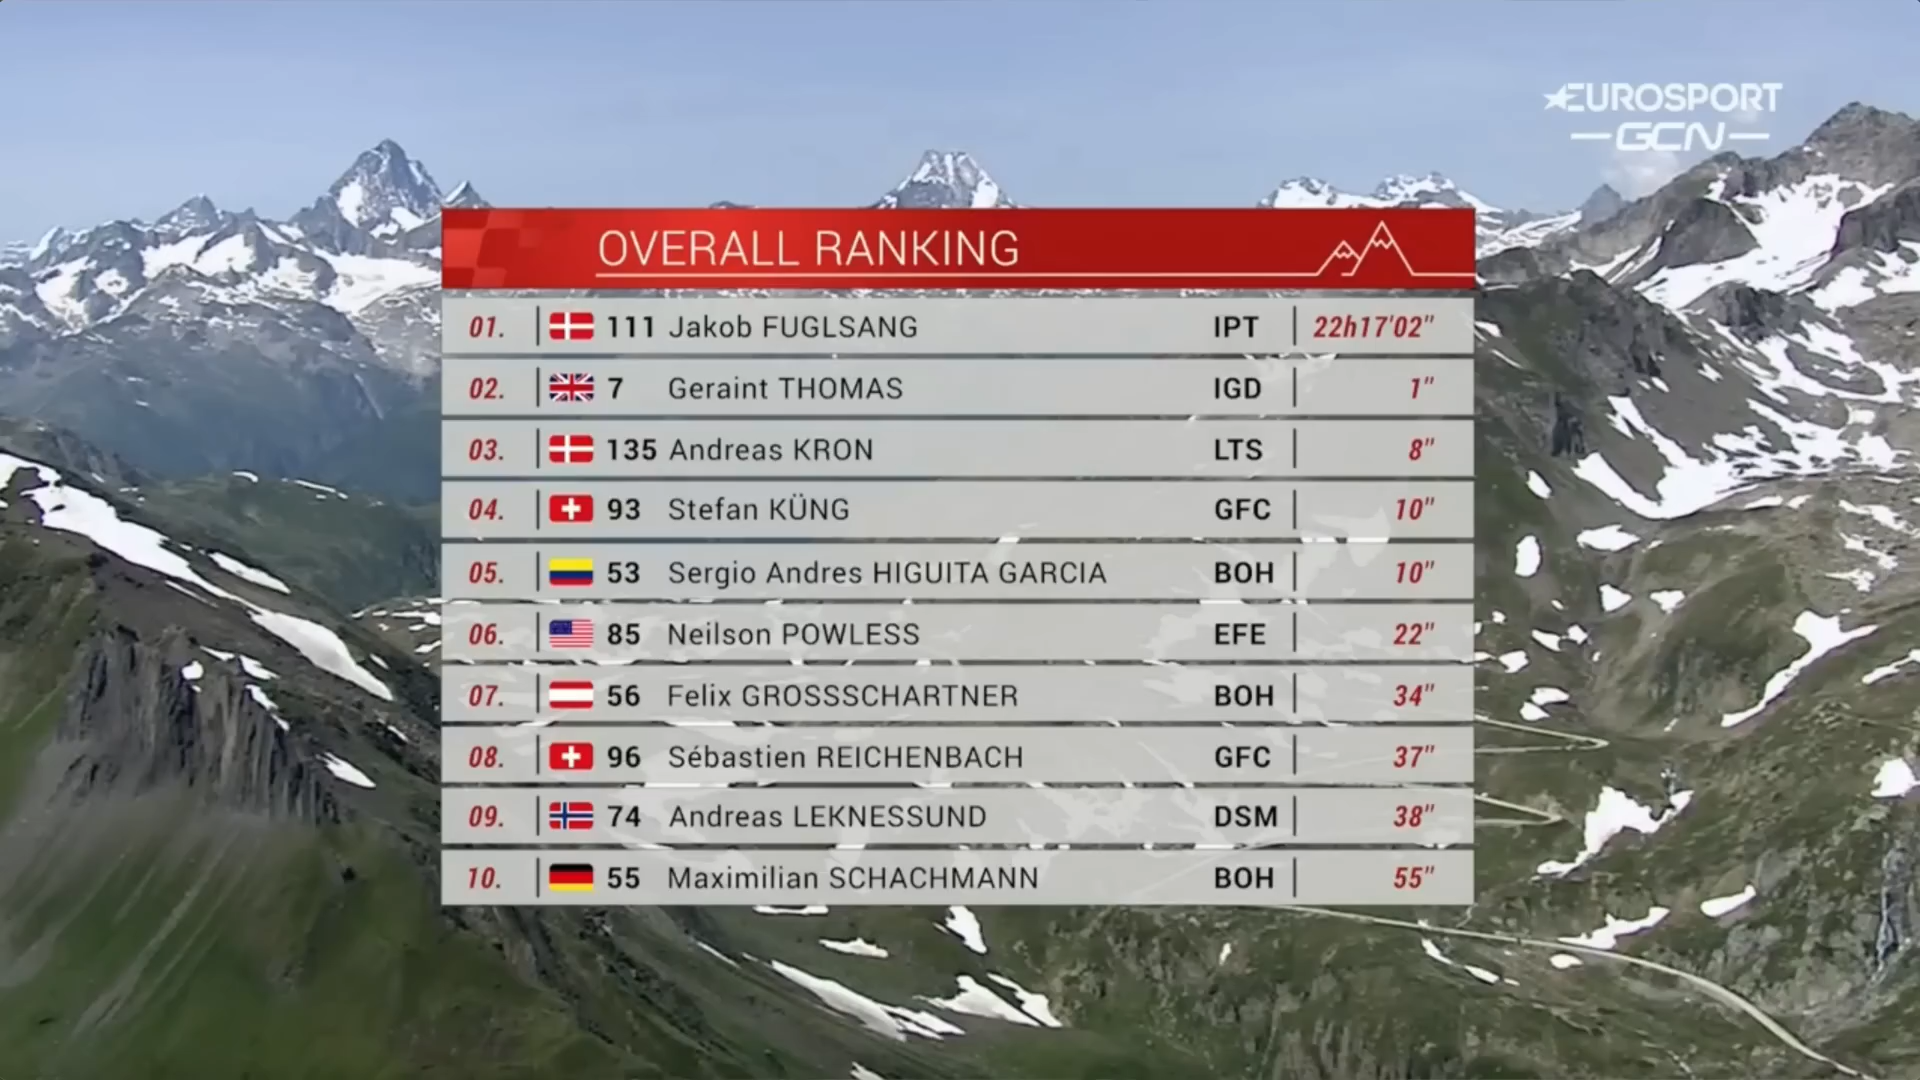 EUROSPORT
GCN
OVERALL RANKING
01. 111 Jakob FUGLSANG IPT 22h17'02"
02. 7 Geraint THOMAS IGD 1"
03. 135 Andreas KRON LTS 8"
04. 93 Stefan KÜNG GFC 10"
05. 53 Sergio Andres HIGUITA GARCIA BOH 10"
06. 85 Neilson POWLESS EFE 22"
07. 56 Felix GROSSSCHARTNER BOH 34"
08. 96 Sébastien REICHENBACH GFC 37"
09. 74 Andreas LEKNESSUND DSM 38"
10. 55 Maximilian SCHACHMANN BOH 55"